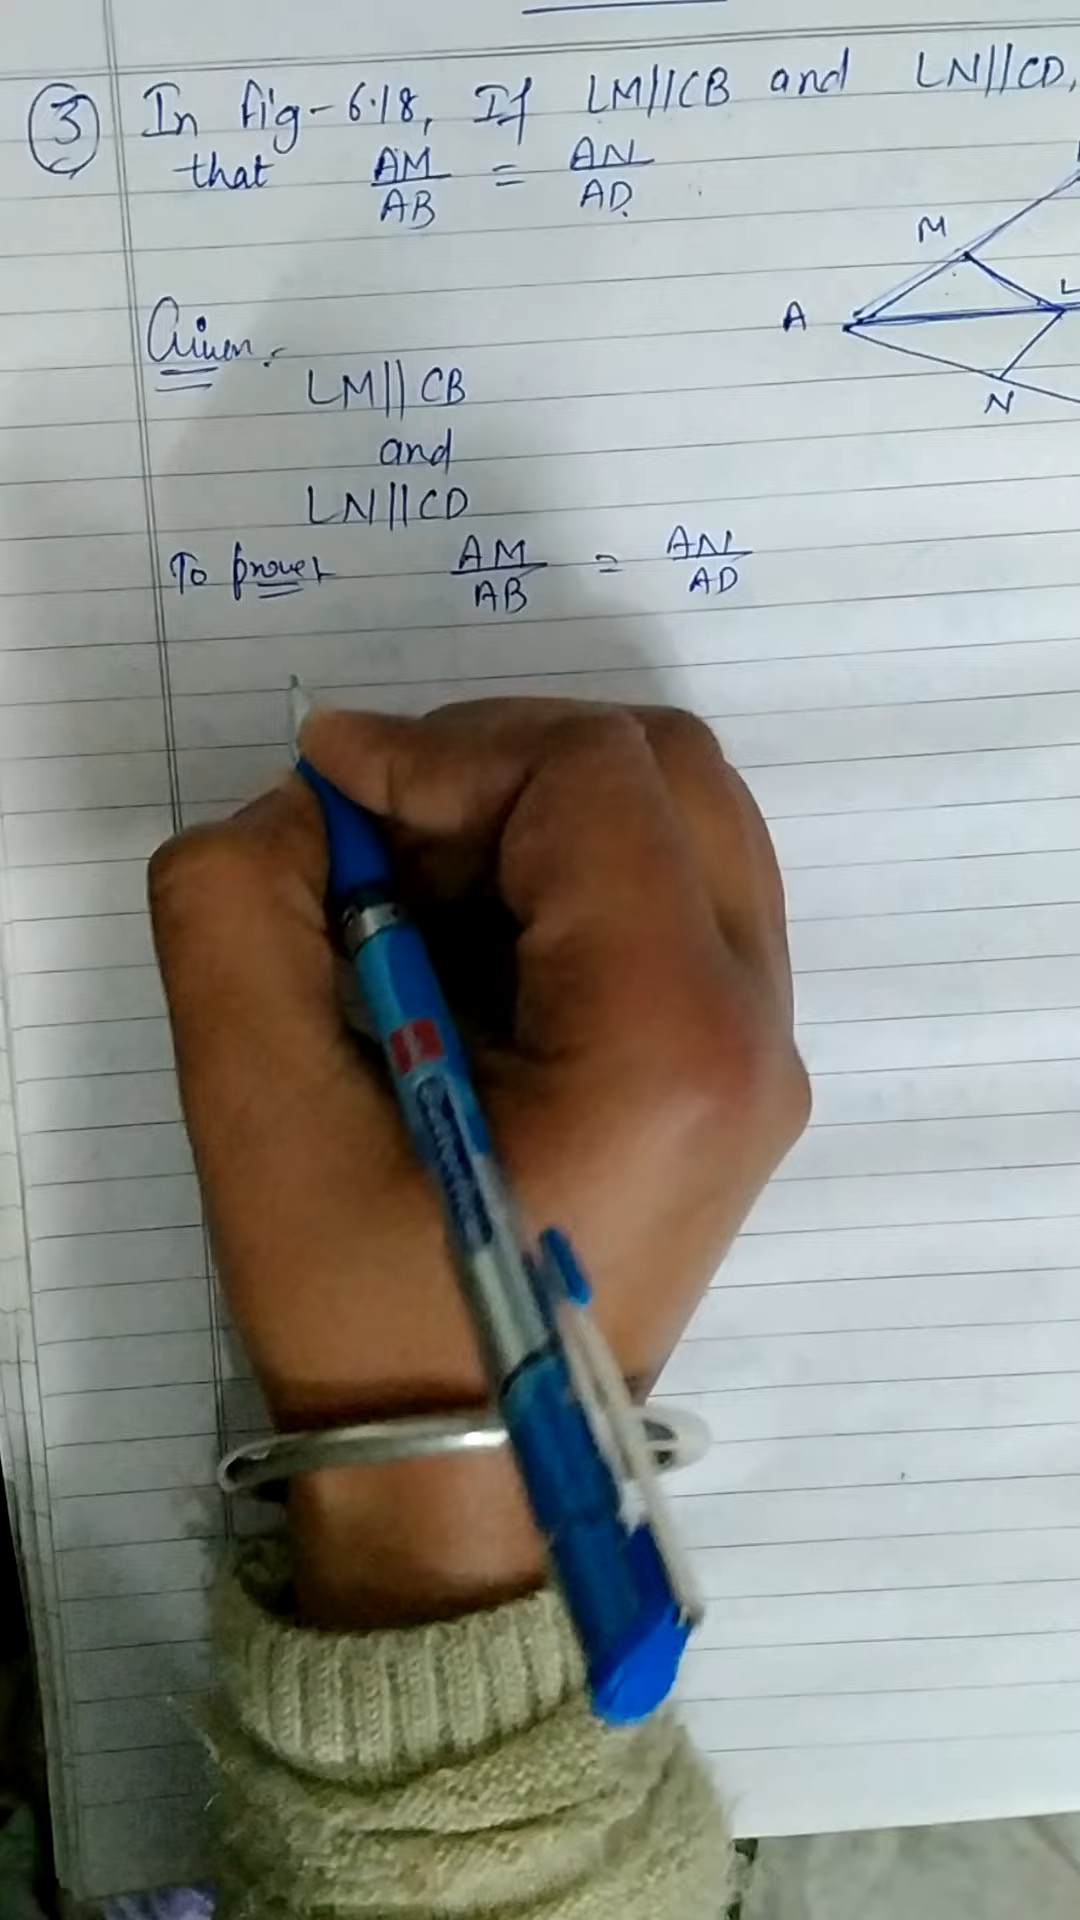 ③ In fig-6.18, If LM||CB and LN||CD,
that AM/AB = AN/AD
M
L
A
N
Given:-
LM||CB
and
LN||CD
To prove:- AM/AB = AN/AD